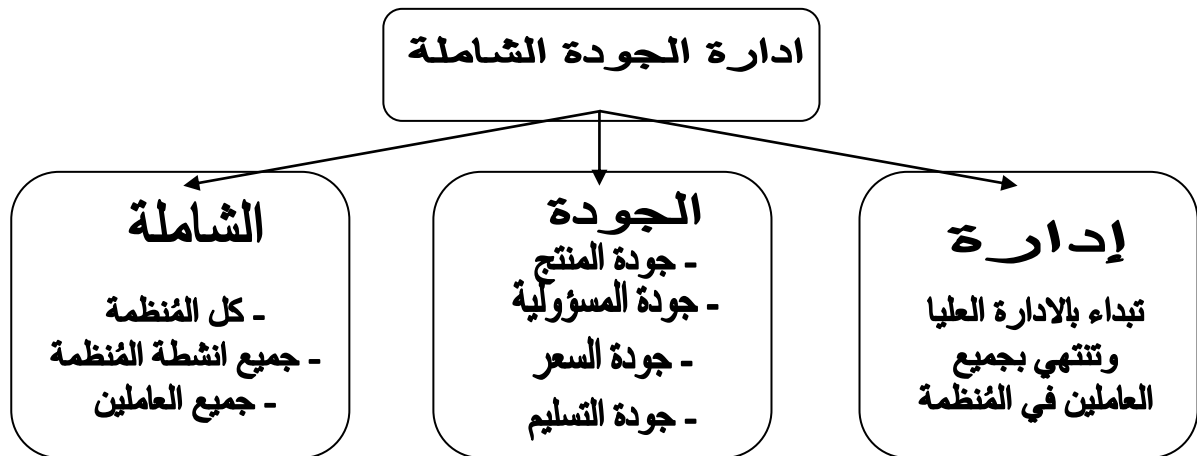 ادارة الجودة الشاملة
إدارة
تبداء بالادارة العليا
وتنتهي بجميع
العاملين في المُنظمة
الجودة
- جودة المنتج
- جودة المسؤولية
- جودة السعر
- جودة التسليم
الشاملة
- كل المُنظمة
- جميع انشطة المُنظمة
- جميع العاملين